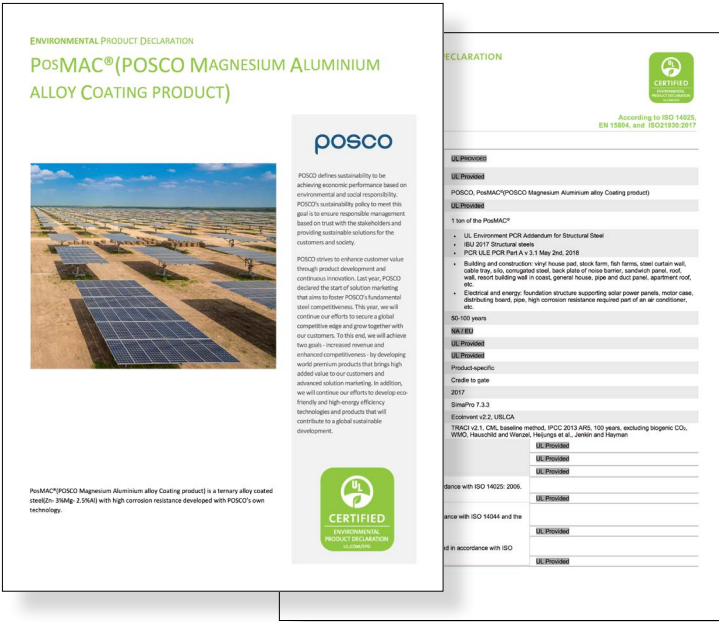 ENVIRONMENTAL PRODUCT DECLARATION
POSMAC®(POSCO MAGNESIUM ALUMINIUM
ALLOY COATING PRODUCT)
posco
POSCO defines sustainability to be
achieving economic performance based on
environmental and social responsibility.
POSCO's sustainability policy to meet this
goal is to ensure responsible management
based on trust with the stakeholders and
providing sustainable solutions for the
customers and society.
POSCO strives to enhance customer value
through product development and
continuous innovation. Last year, POSCO
declared the start of solution marketing
that aims to foster POSCO's fundamental
steel competitiveness. This year, we will
continue our efforts to secure a global
competitive edge and grow together with
our customers. To this end, we will achieve
two goals - increased revenue and
enhanced competitiveness - by developing
world premium products that brings high
added value to our customers and
advanced solution marketing. In addition,
we will continue our efforts to develop eco-
friendly and high-energy efficiency
technologies and products that will
contribute to a global sustainable
development.
PosMAC®(POSCO Magnesium Aluminium alloy Coating product) is a ternary alloy coated
steel(Zn- 3%Mg- 2.5%Al) with high corrosion resistance developed with POSCO's own
technology.
UL
CERTIFIED
ENVIRONMENTAL
PRODUCT DECLARATION
UL.COM/EPD
ECLARATION
UL
CERTIFIED
ENVIRONMENTAL
PRODUCT DECLARATION
According to ISO 14025,
EN 15804, and ISO21930:2017
UL PROVIDED
UL Provided
POSCO, PosMAC®(POSCO Magnesium Aluminium alloy Coating product)
UL Provided
1 ton of the PosMAC®
• UL Environment PCR Addendum for Structural Steel
• IBU 2017 Structural steels
• PCR ULE PCR Part A v 3.1 May 2nd, 2018
• Building and construction: vinyl house pad, stock farm, fish farms, steel curtain wall,
cable tray, silo, corrugated steel, back plate of noise barrier, sandwich panel, roof,
wall, resort building wall in coast, general house, pipe and duct panel, apartment roof,
etc.
• Electrical and energy: foundation structure supporting solar power panels, motor case,
distributing board, pipe, high corrosion resistance required part of an air conditioner,
etc.
50-100 years
NA / EU
UL Provided
UL Provided
Product-specific
Credle to gate
2017
SimaPro 7.3.3
Ecoinvent v2.2, USLCA
TRACI v2.1, CML baseline method, IPCC 2013 AR5, 100 years, excluding biogenic CO₂,
WMO, Hauschild and Wenzel, Heijungs et al., Jenkin and Hayman
UL Provided
UL Provided
UL Provided
dance with ISO 14025: 2006.
UL Provided
ance with ISO 14044 and the
UL Provided
ed in accordance with ISO
UL Provided